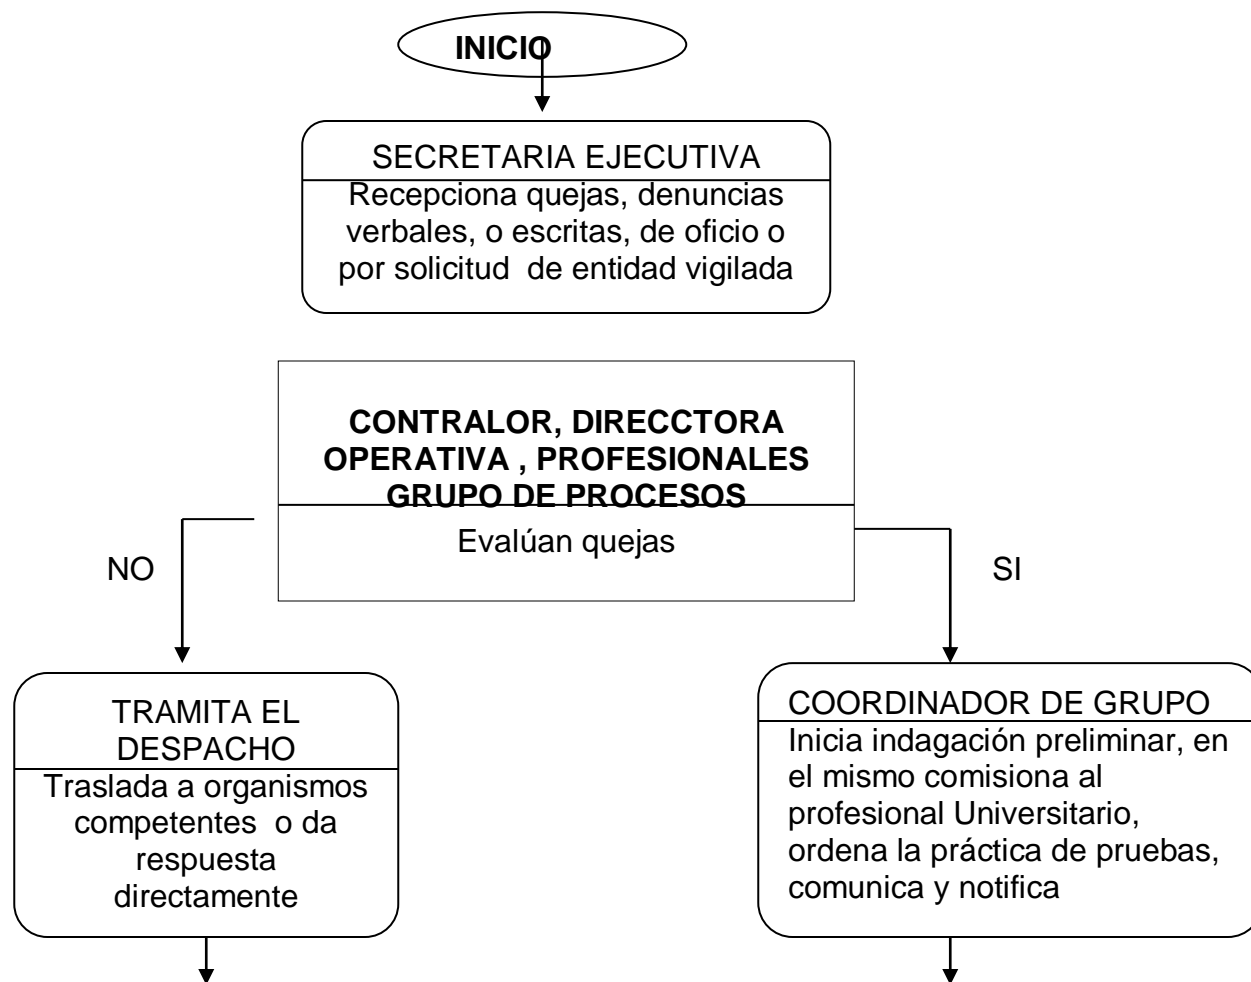 INICIO
SECRETARIA EJECUTIVA
Recepciona quejas, denuncias
verbales, o escritas, de oficio o
por solicitud de entidad vigilada
CONTRALOR, DIRECCTORA
OPERATIVA , PROFESIONALES
GRUPO DE PROCESOS
Evalúan quejas
NO
SI
TRAMITA EL
DESPACHO
Traslada a organismos
competentes o da
respuesta
directamente
COORDINADOR DE GRUPO
Inicia indagación preliminar, en
el mismo comisiona al
profesional Universitario,
ordena la práctica de pruebas,
comunica y notifica